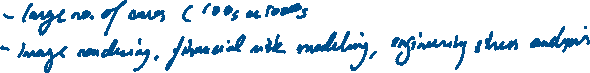 - large no. of cores ( 100s or 1000s
- Image rendering, financial risk modeling, engineering stress analysis